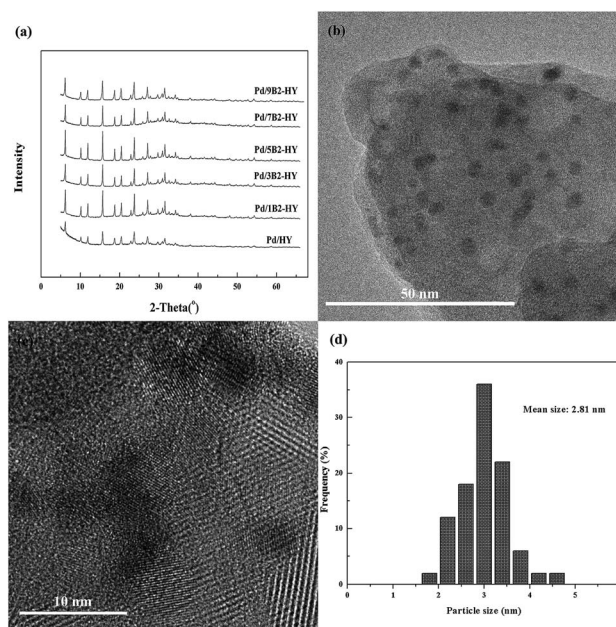 (a)
Intensity
Pd/9B2-HY
Pd/7B2-HY
Pd/5B2-HY
Pd/3B2-HY
Pd/1B2-HY
Pd/HY
0 10 20 30 40 50 60
2-Theta(°)
(b)
50 nm
10 nm
(d)
Frequency (%)
40
30
20
10
0
Mean size: 2.81 nm
0 1 2 3 4 5
Particle size (nm)